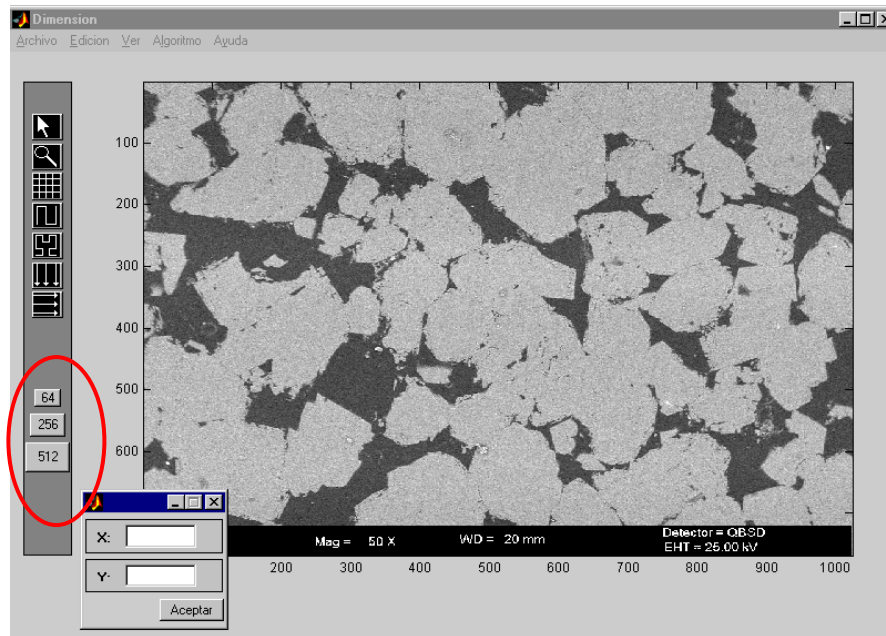 Dimension
Archivo Edicion Ver Algoritmo Ayuda
100
200
300
400
500
600
64
256
512
X:
Y:
Aceptar
Mag = 50 X WD = 20 mm Detector = QBSD
EHT = 25.00 kV
200 300 400 500 600 700 800 900 1000